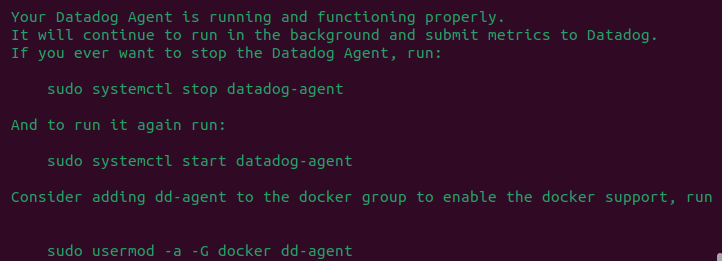 Your Datadog Agent is running and functioning properly.
It will continue to run in the background and submit metrics to Datadog.
If you ever want to stop the Datadog Agent, run:
sudo systemctl stop datadog-agent
And to run it again run:
sudo systemctl start datadog-agent
Consider adding dd-agent to the docker group to enable the docker support, run
sudo usermod -a -G docker dd-agent